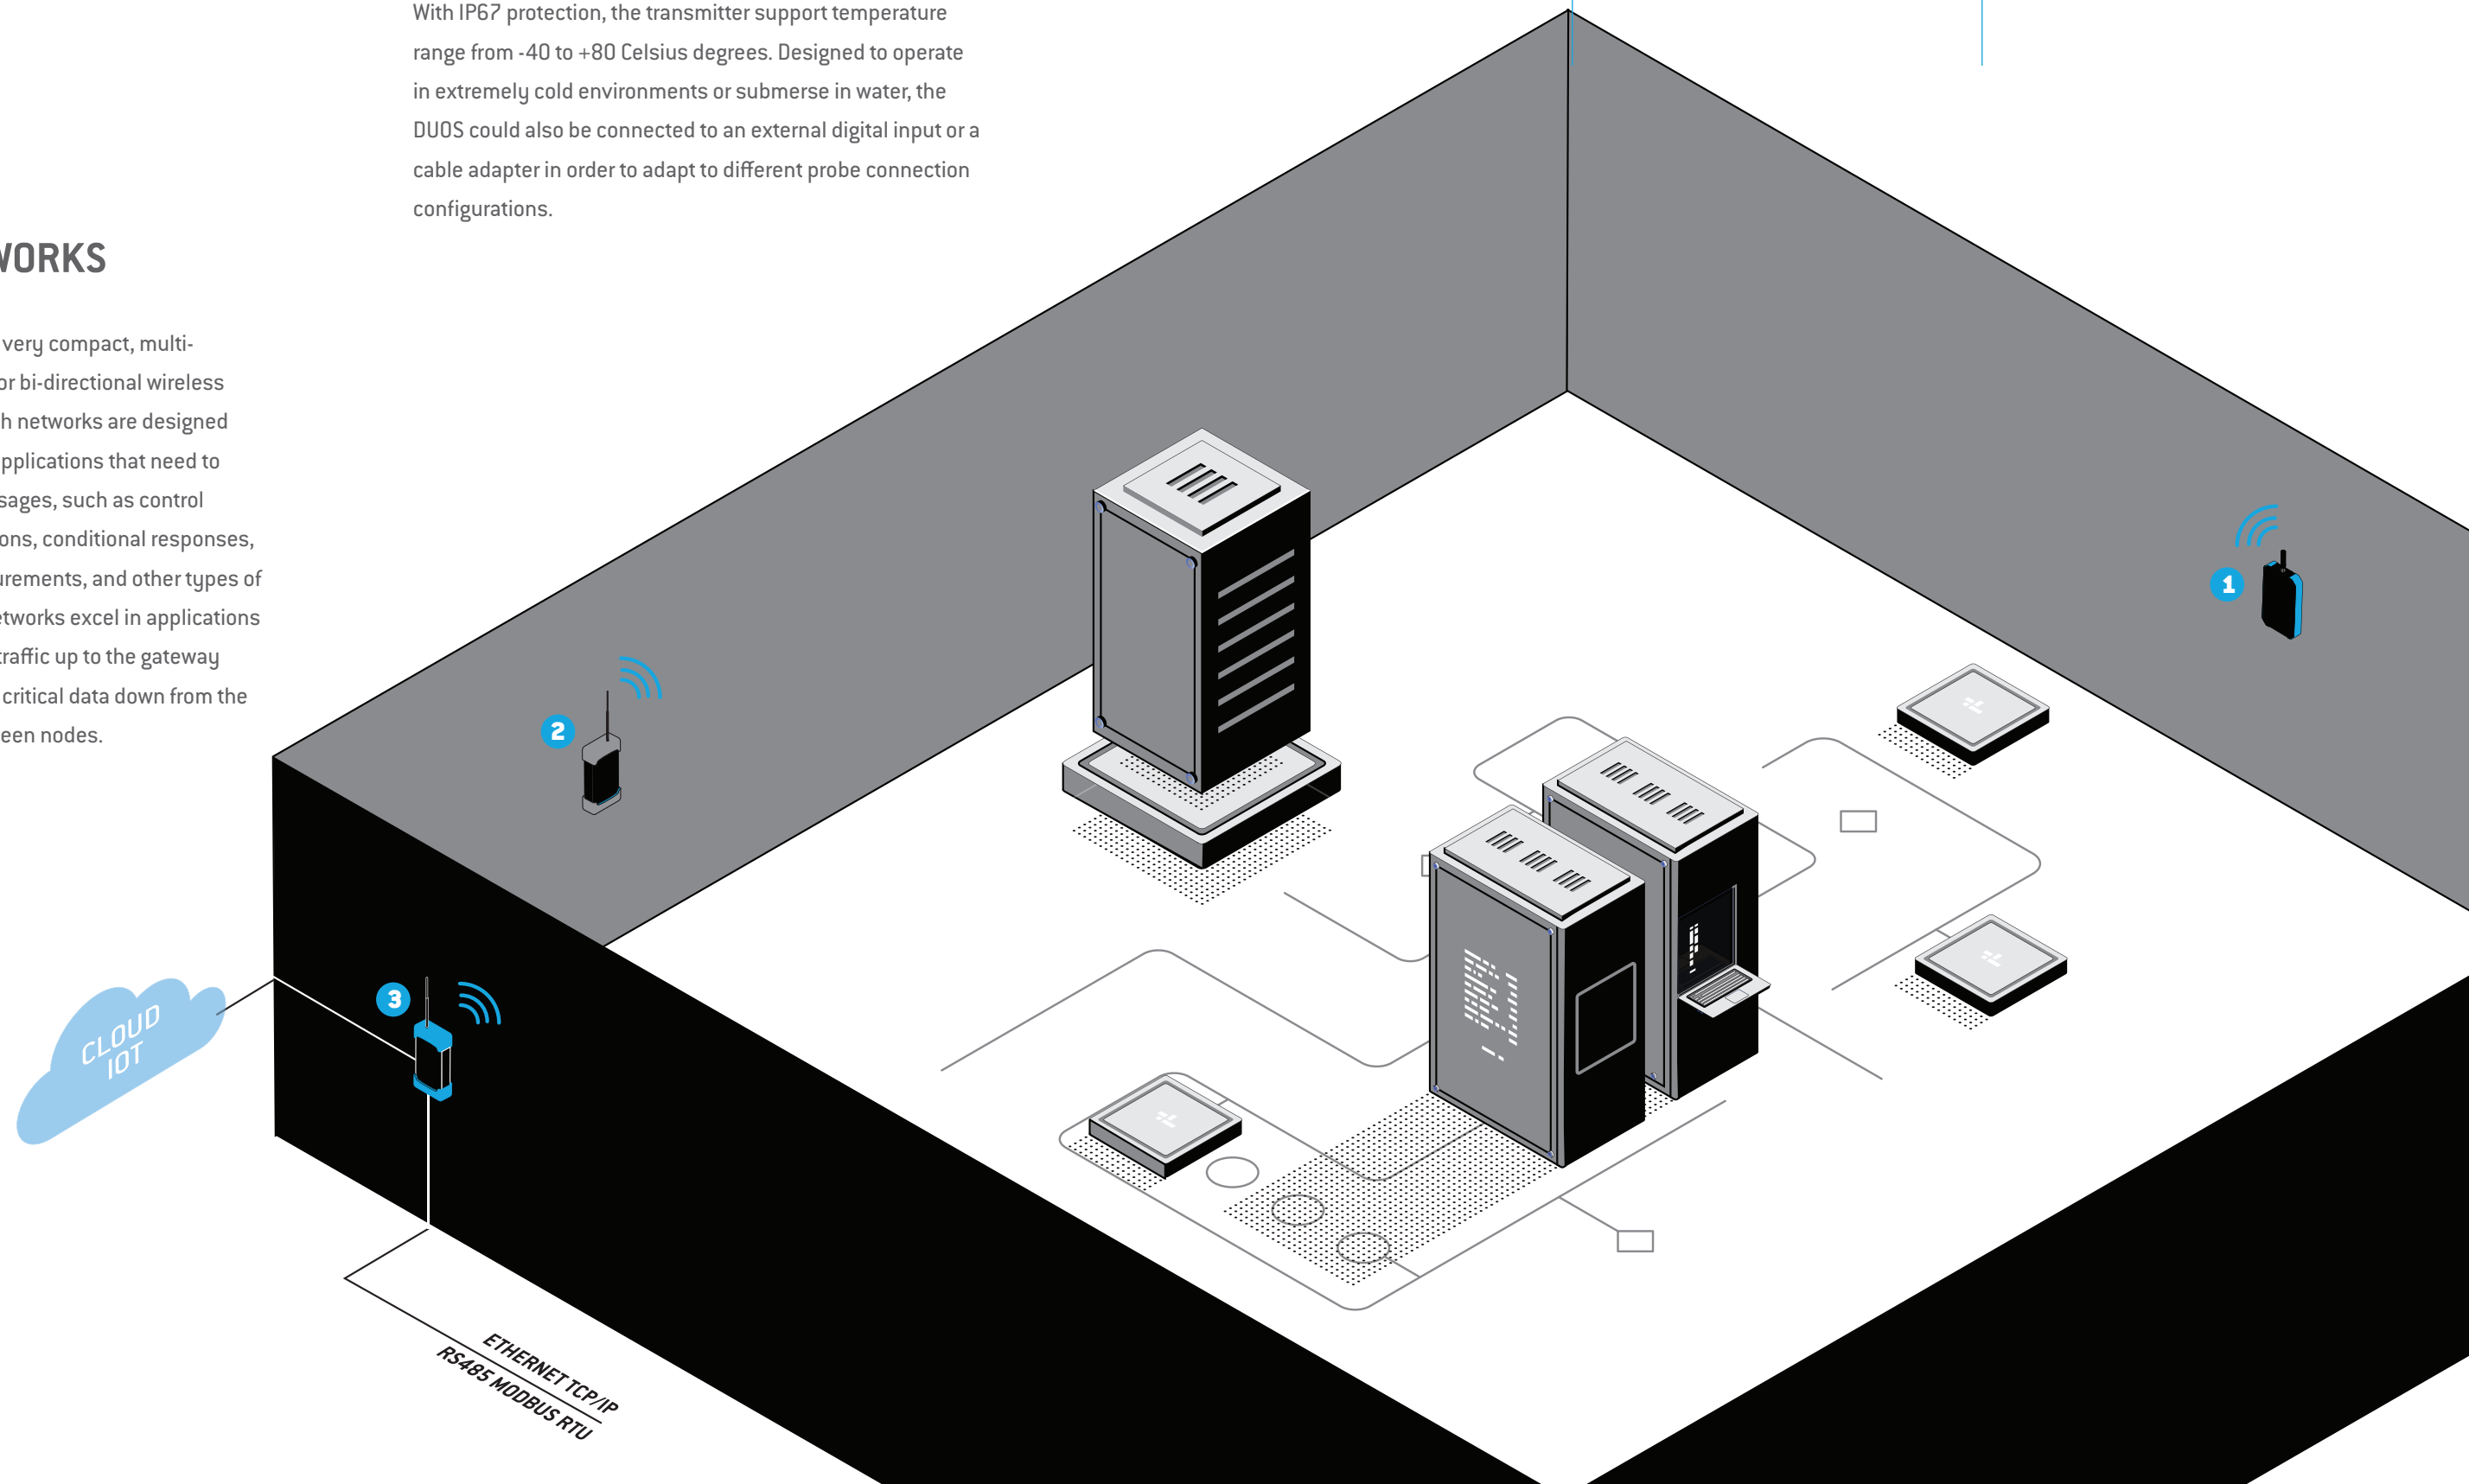 With IP67 protection, the transmitter support temperature
range from -40 to +80 Celsius degrees. Designed to operate
in extremely cold environments or submerse in water, the
DUOS could also be connected to an external digital input or a
cable adapter in order to adapt to different probe connection
configurations.
WORKS
very compact, multi-
or bi-directional wireless
h networks are designed
pplications that need to
sages, such as control
ons, conditional responses,
urements, and other types of
etworks excel in applications
traffic up to the gateway
critical data down from the
een nodes.
1
2
3
CLOUD
IOT
ETHERNET TCP/IP
RS485 MODBUS RTU